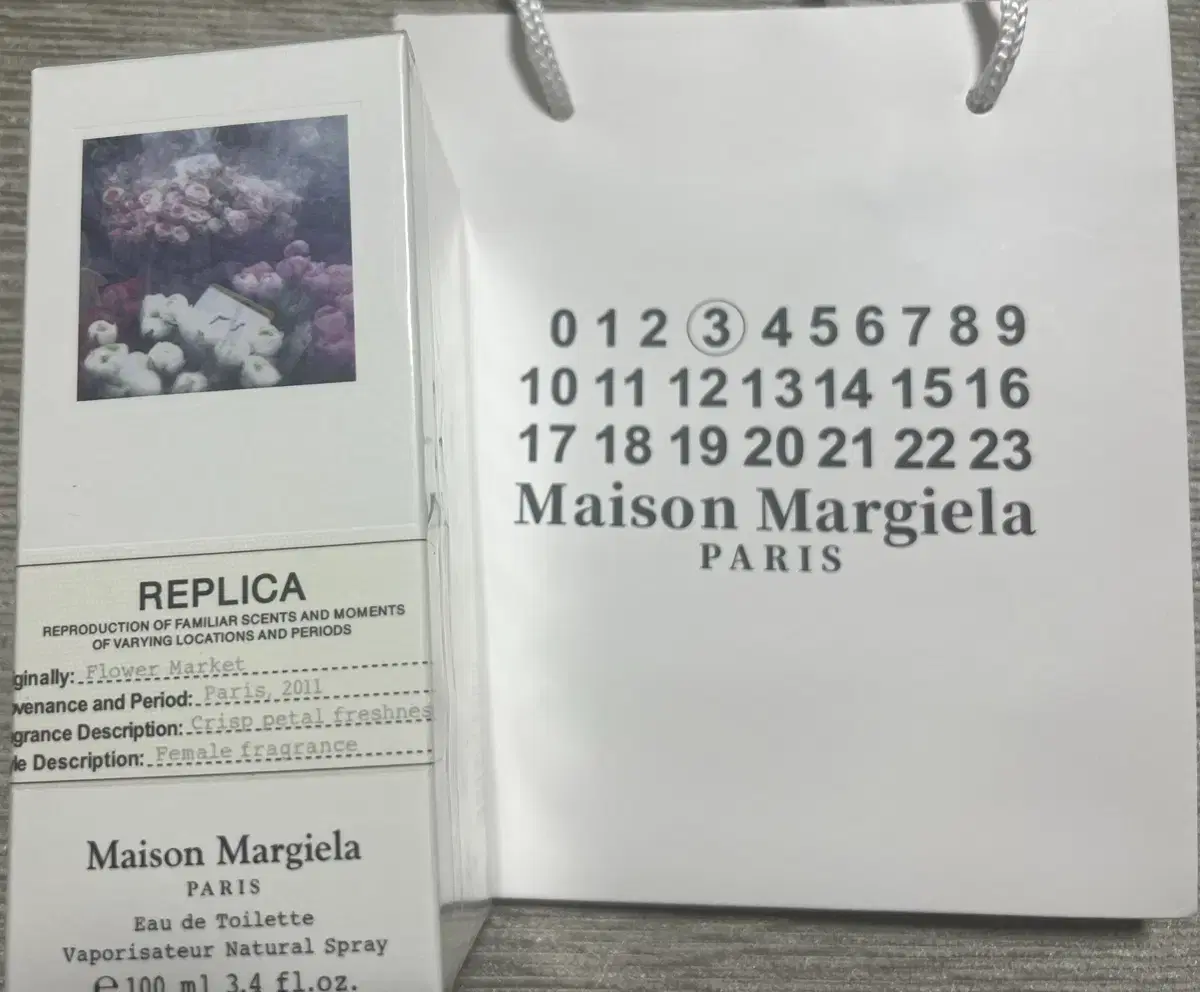 REPLICA
REPRODUCTION OF FAMILIAR SCENTS AND MOMENTS
OF VARYING LOCATIONS AND PERIODS
ginally: Flower Market
venance and Period: Paris, 2011
grance Description: Crisp petal freshnes
le Description: Female fragrance
Maison Margiela
PARIS
Eau de Toilette
Vaporisateur Natural Spray
℮ 100 ml 3.4 fl.oz.
0 1 2 3 4 5 6 7 8 9
10 11 12 13 14 15 16
17 18 19 20 21 22 23
Maison Margiela
PARIS